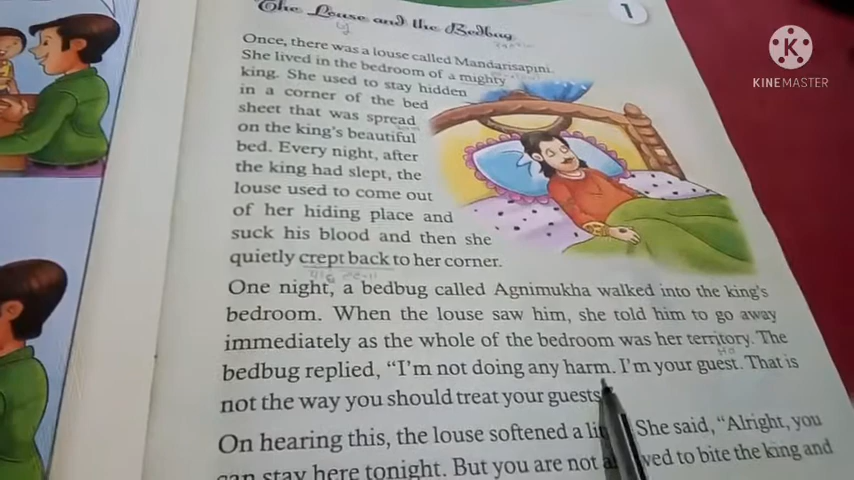 The Louse and the Bedbug
1
KINEMASTER
Once, there was a louse called Mandarisapini.
She lived in the bedroom of a mighty
king. She used to stay hidden
in a corner of the bed
sheet that was spread
on the king's beautiful
bed. Every night, after
the king had slept, the
louse used to come out
of her hiding place and
suck his blood and then she
quietly crept back to her corner.
One night, a bedbug called Agnimukha walked into the king's
bedroom. When the louse saw him, she told him to go away
immediately as the whole of the bedroom was her territory. The
bedbug replied, "I'm not doing any harm. I'm your guest. That is
not the way you should treat your guests
On hearing this, the louse softened a She said, "Alright, you
can stay here tonight. But you are not to bite the king and